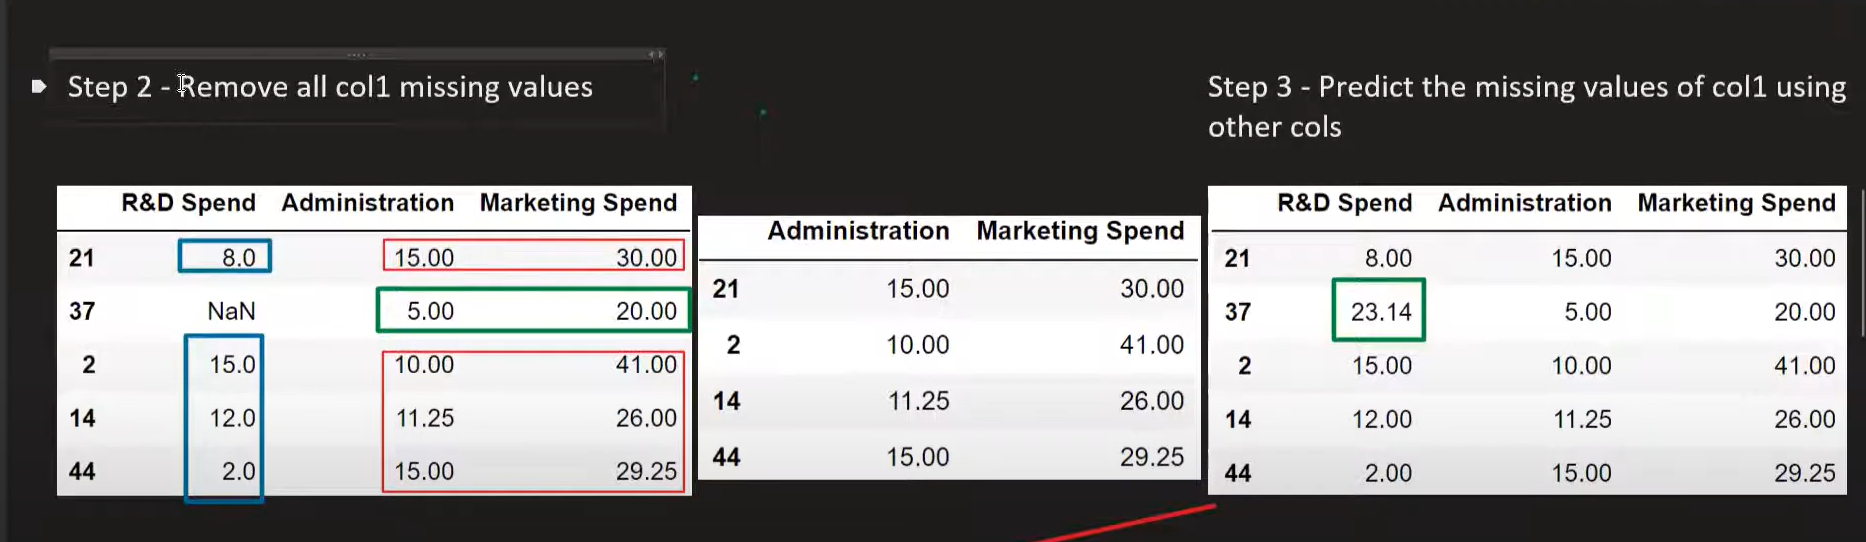 Step 2 - Remove all col1 missing values
Step 3 - Predict the missing values of col1 using
other cols
R&D Spend Administration Marketing Spend
21 8.0 15.00 30.00
37 NaN 5.00 20.00
2 15.0 10.00 41.00
14 12.0 11.25 26.00
44 2.0 15.00 29.25
Administration Marketing Spend
21 15.00 30.00
2 10.00 41.00
14 11.25 26.00
44 15.00 29.25
R&D Spend Administration Marketing Spend
21 8.00 15.00 30.00
37 23.14 5.00 20.00
2 15.00 10.00 41.00
14 12.00 11.25 26.00
44 2.00 15.00 29.25